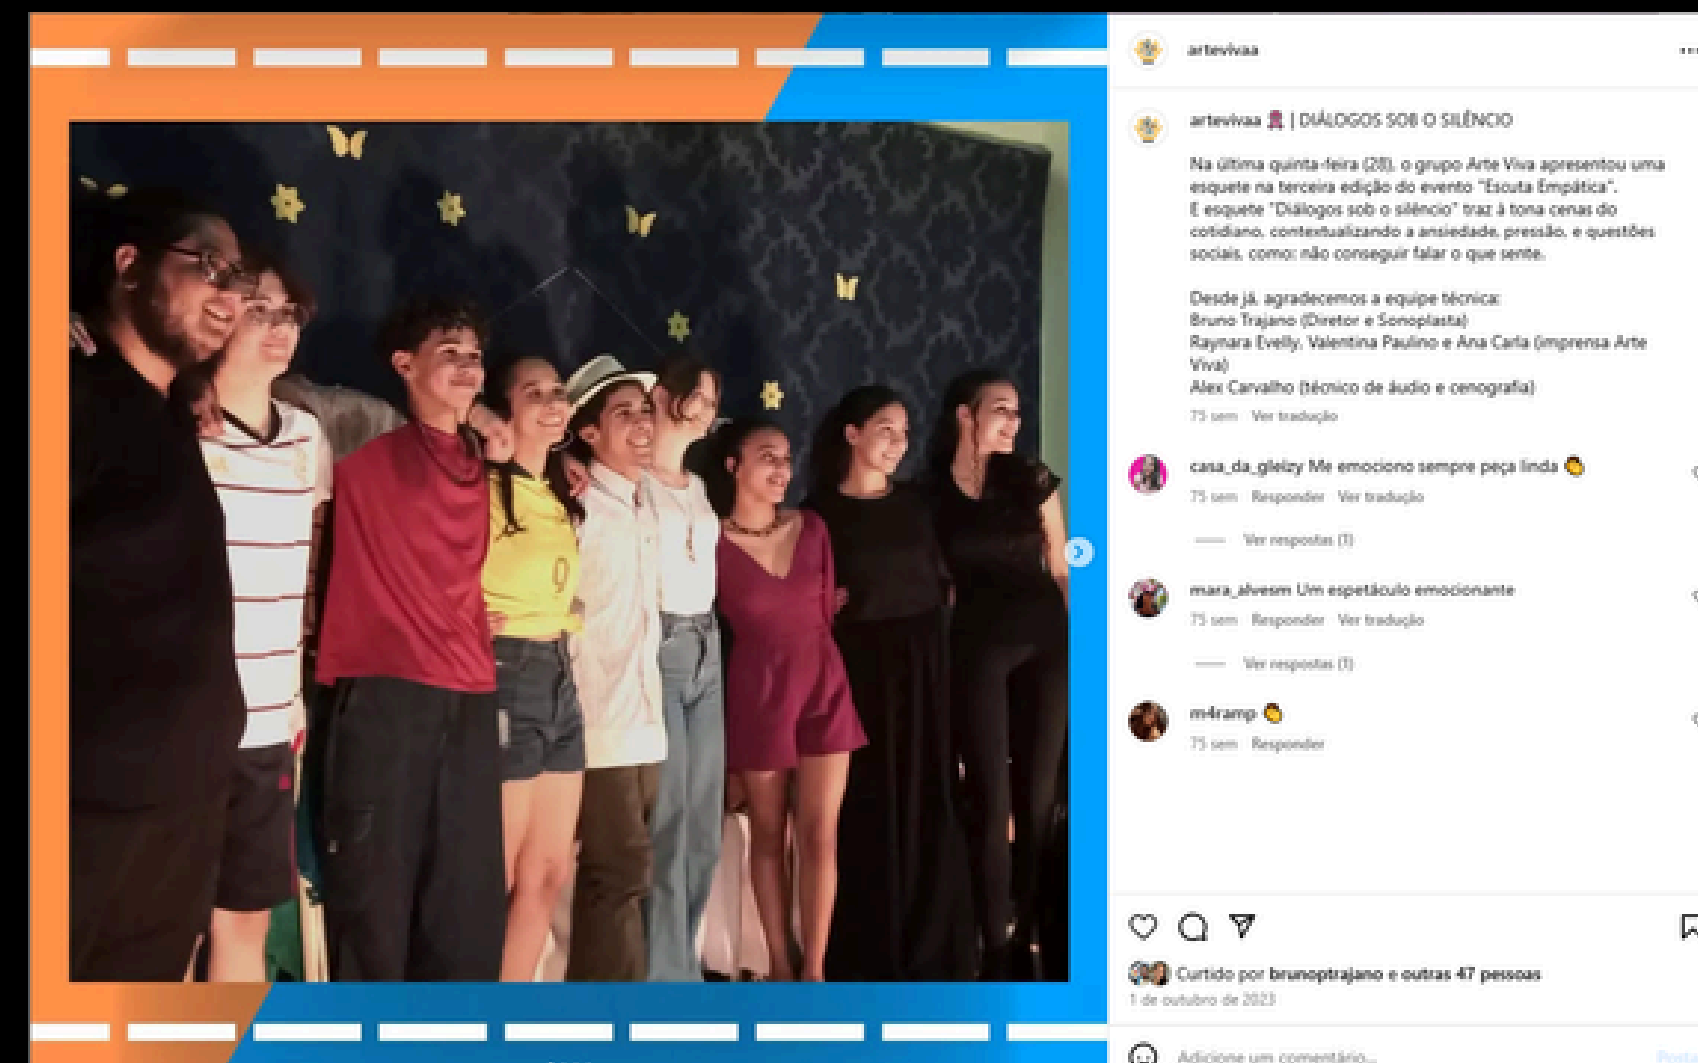 artevivaa
artevivaa | DIÁLOGOS SOB O SILÊNCIO
Na última quinta-feira (28), o grupo Arte Viva apresentou uma
esquete na terceira edição do evento "Escuta Empática".
E esquete "Diálogos sob o silêncio" traz à tona cenas do
cotidiano, contextualizando a ansiedade, pressão, e questões
sociais, como: não conseguir falar o que sente.
Desde já, agradecemos a equipe técnica:
Bruno Trajano (Diretor e Sonoplasta)
Raynara Evelly, Valentina Paulino e Ana Carla (imprensa Arte
Viva)
Alex Carvalho (técnico de áudio e cenografia)
75 sem Ver tradução
casa_da_gleizy Me emociono sempre peça linda 👏
75 sem Responder Ver tradução
Ver respostas (1)
mara_alvesm Um espetáculo emocionante
75 sem Responder Ver tradução
Ver respostas (1)
m4ramp 👏
75 sem Responder
Curtido por brunoptrajano e outras 47 pessoas
1 de outubro de 2023
Adicione um comentário...
9